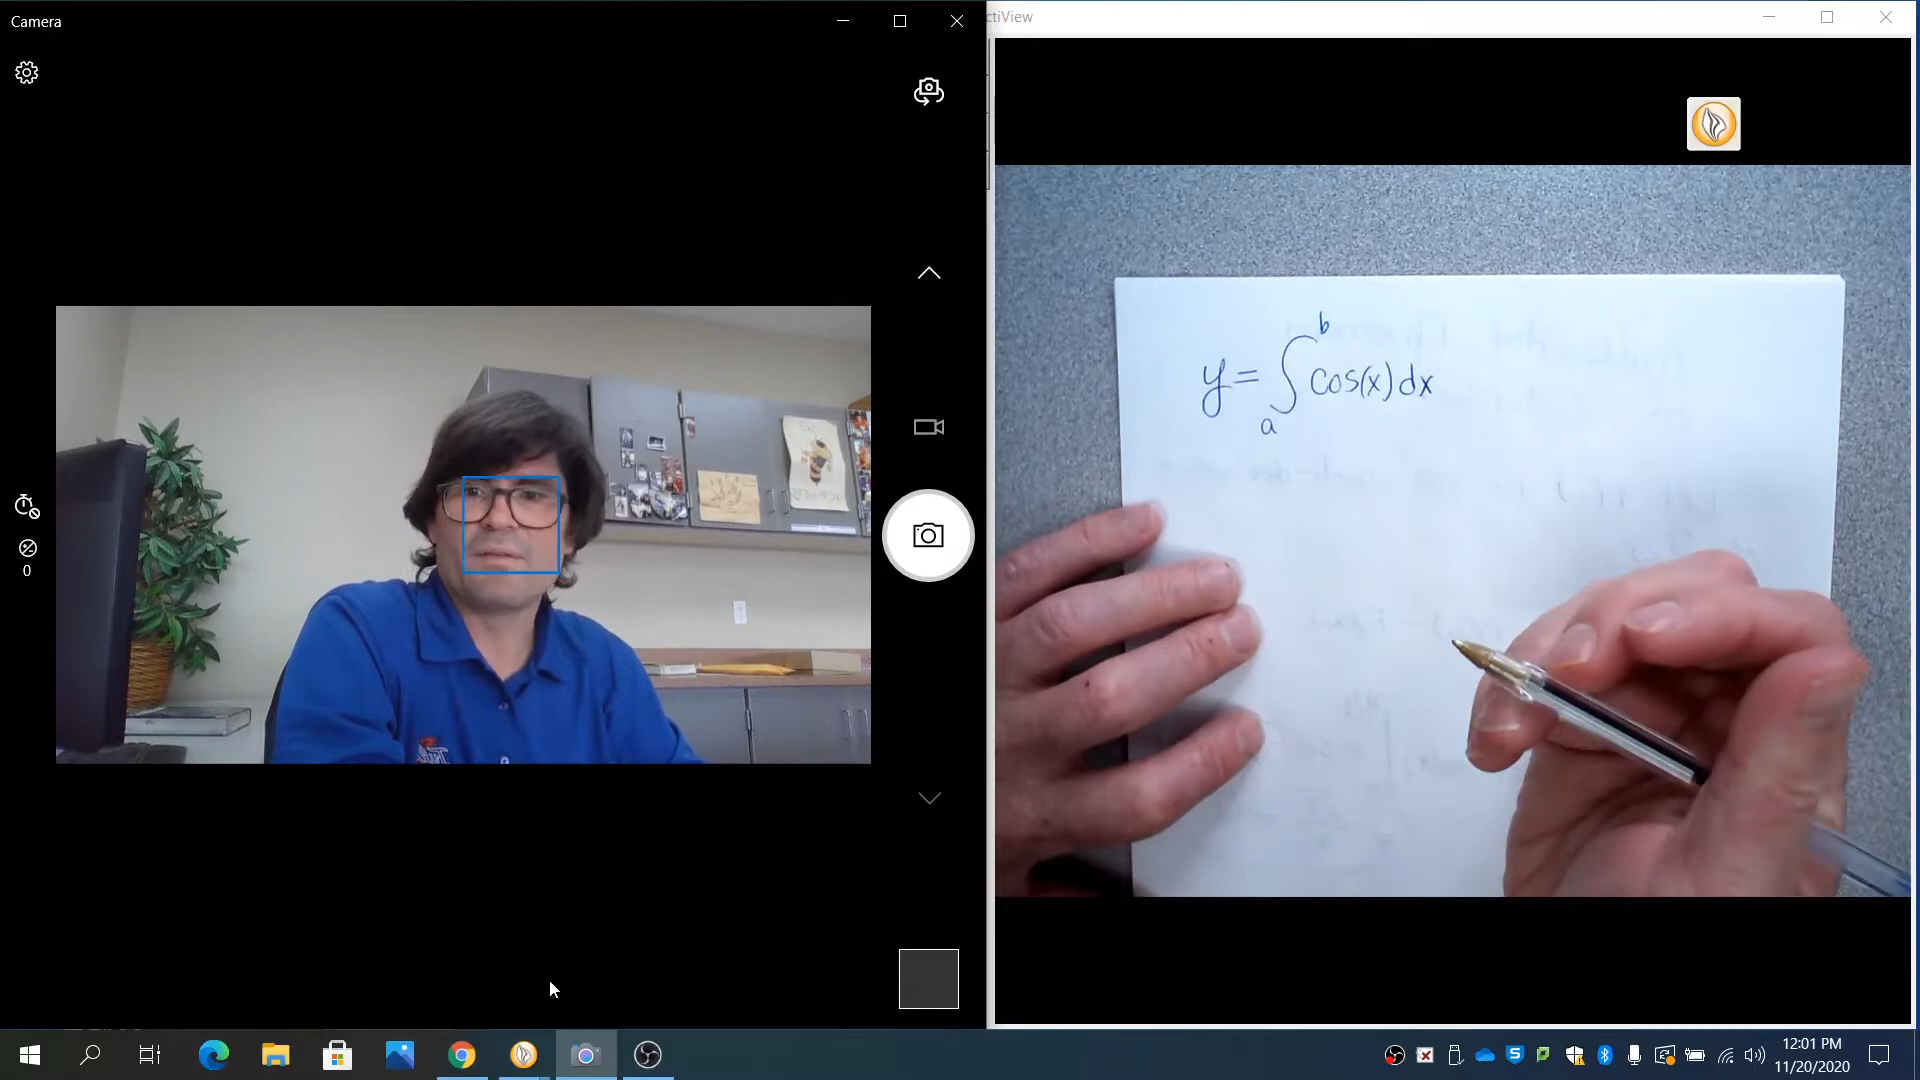 Camera
ctiView
y = ∫_a^b cos(x) dx
0
12:01 PM
11/20/2020